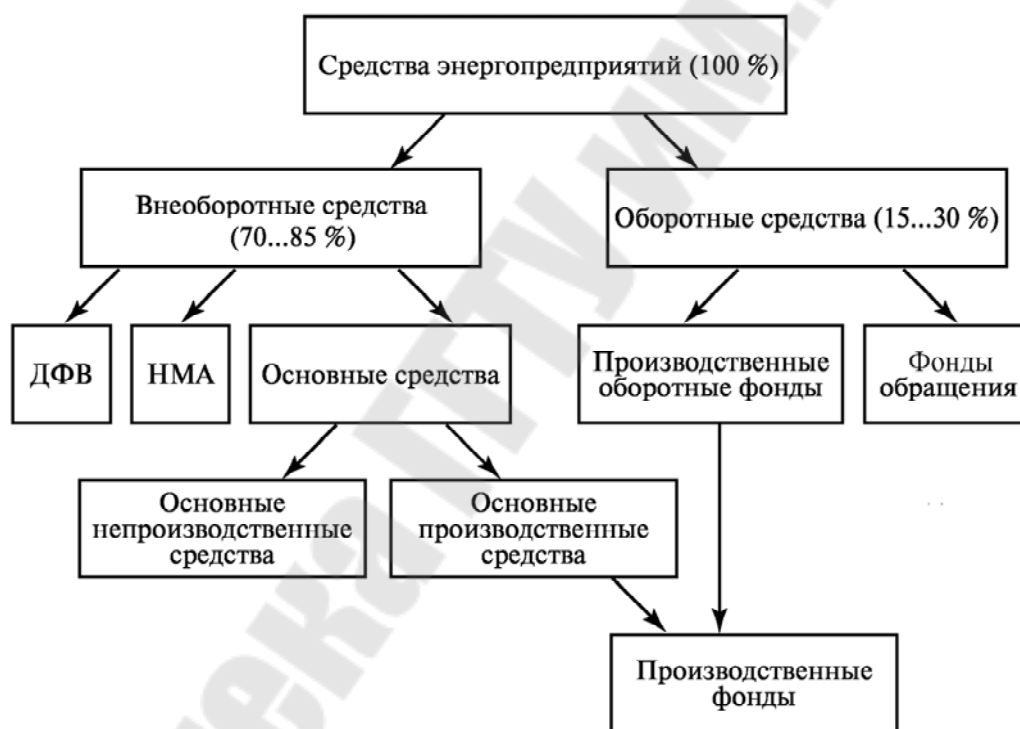 Средства энергопредприятий (100 %)
Внеоборотные средства
(70...85 %)
Оборотные средства (15...30 %)
ДФВ
НМА
Основные средства
Производственные
оборотные фонды
Фонды
обращения
Основные
непроизводственные
средства
Основные
производственные
средства
Производственные
фонды